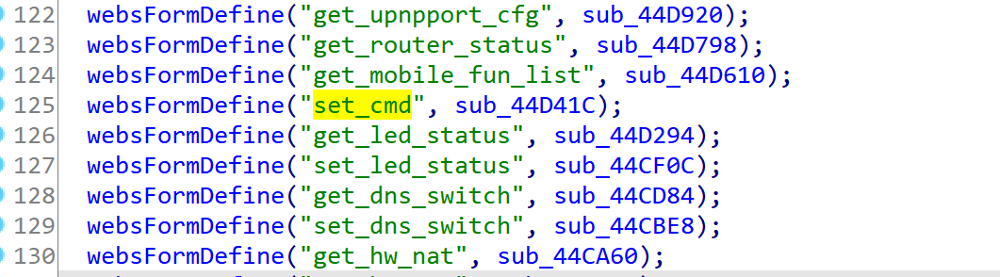 122 websFormDefine("get_upnpport_cfg", sub_44D920);
123 websFormDefine("get_router_status", sub_44D798);
124 websFormDefine("get_mobile_fun_list", sub_44D610);
125 websFormDefine("set_cmd", sub_44D41C);
126 websFormDefine("get_led_status", sub_44D294);
127 websFormDefine("set_led_status", sub_44CF0C);
128 websFormDefine("get_dns_switch", sub_44CD84);
129 websFormDefine("set_dns_switch", sub_44CBE8);
130 websFormDefine("get_hw_nat", sub_44CA60);